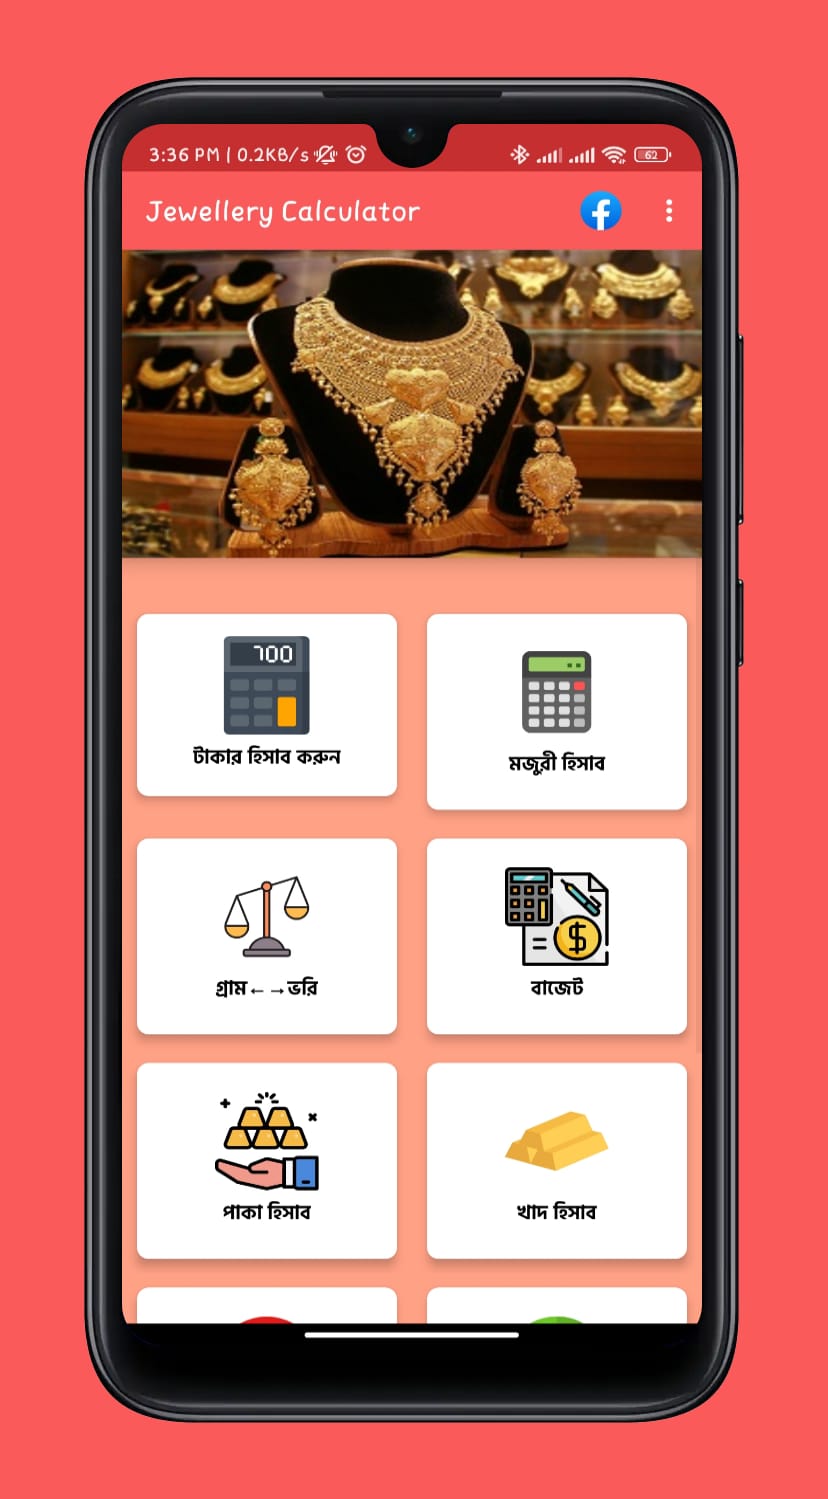 3:36 PM | 0.2KB/s
62
Jewellery Calculator
700
টাকার হিসাব করুন
মজুরী হিসাব
গ্রাম←→ভরি
বাজেট
পাকা হিসাব
খাদ হিসাব